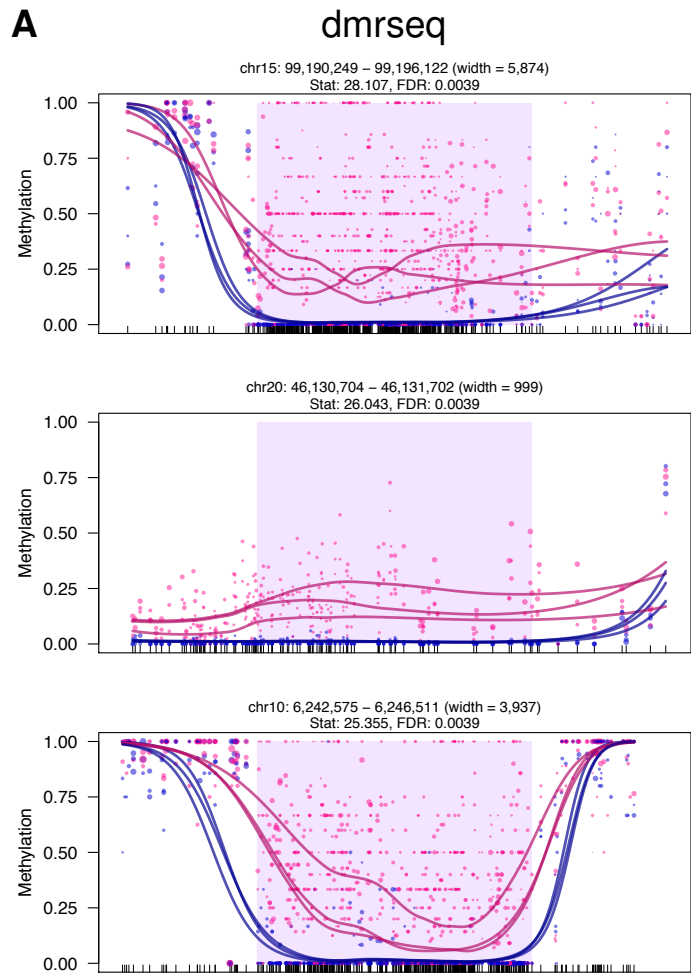 A dmrseq
chr15: 99,190,249 − 99,196,122 (width = 5,874)
Stat: 28.107, FDR: 0.0039
1.00
0.75
0.50
0.25
0.00
Methylation
chr20: 46,130,704 − 46,131,702 (width = 999)
Stat: 26.043, FDR: 0.0039
1.00
0.75
0.50
0.25
0.00
Methylation
chr10: 6,242,575 − 6,246,511 (width = 3,937)
Stat: 25.355, FDR: 0.0039
1.00
0.75
0.50
0.25
0.00
Methylation